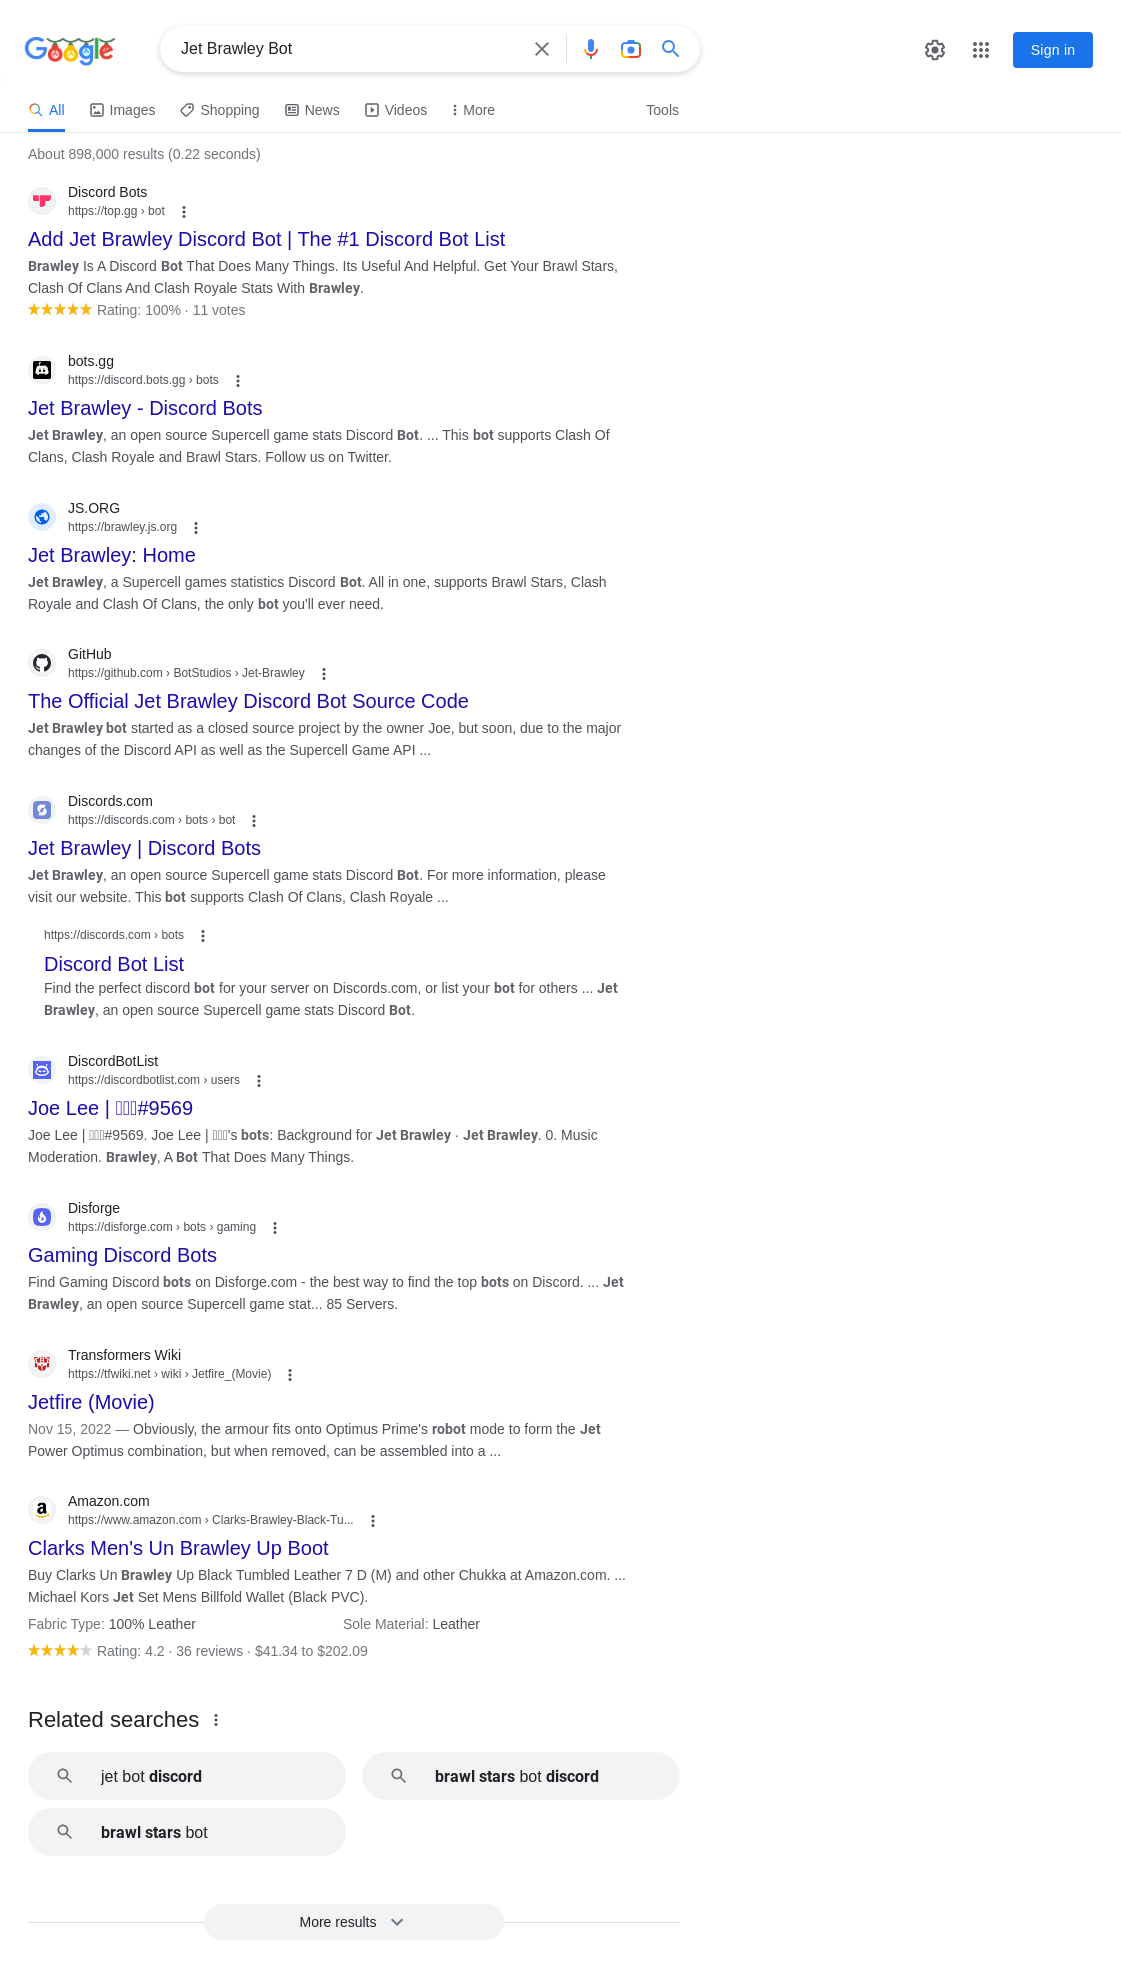 Google
Jet Brawley Bot
Sign in
All Images Shopping News Videos More Tools
About 898,000 results (0.22 seconds)
Discord Bots
https://top.gg › bot
Add Jet Brawley Discord Bot | The #1 Discord Bot List
Brawley Is A Discord Bot That Does Many Things. Its Useful And Helpful. Get Your Brawl Stars,
Clash Of Clans And Clash Royale Stats With Brawley.
Rating: 100% · 11 votes
bots.gg
https://discord.bots.gg › bots
Jet Brawley - Discord Bots
Jet Brawley, an open source Supercell game stats Discord Bot. ... This bot supports Clash Of
Clans, Clash Royale and Brawl Stars. Follow us on Twitter.
JS.ORG
https://brawley.js.org
Jet Brawley: Home
Jet Brawley, a Supercell games statistics Discord Bot. All in one, supports Brawl Stars, Clash
Royale and Clash Of Clans, the only bot you'll ever need.
GitHub
https://github.com › BotStudios › Jet-Brawley
The Official Jet Brawley Discord Bot Source Code
Jet Brawley bot started as a closed source project by the owner Joe, but soon, due to the major
changes of the Discord API as well as the Supercell Game API ...
Discords.com
https://discords.com › bots › bot
Jet Brawley | Discord Bots
Jet Brawley, an open source Supercell game stats Discord Bot. For more information, please
visit our website. This bot supports Clash Of Clans, Clash Royale ...
https://discords.com › bots
Discord Bot List
Find the perfect discord bot for your server on Discords.com, or list your bot for others ... Jet
Brawley, an open source Supercell game stats Discord Bot.
DiscordBotList
https://discordbotlist.com › users
Joe Lee | #9569
Joe Lee | #9569. Joe Lee | 's bots: Background for Jet Brawley · Jet Brawley. 0. Music
Moderation. Brawley, A Bot That Does Many Things.
Disforge
https://disforge.com › bots › gaming
Gaming Discord Bots
Find Gaming Discord bots on Disforge.com - the best way to find the top bots on Discord. ... Jet
Brawley, an open source Supercell game stat... 85 Servers.
Transformers Wiki
https://tfwiki.net › wiki › Jetfire_(Movie)
Jetfire (Movie)
Nov 15, 2022 — Obviously, the armour fits onto Optimus Prime's robot mode to form the Jet
Power Optimus combination, but when removed, can be assembled into a ...
Amazon.com
https://www.amazon.com › Clarks-Brawley-Black-Tu...
Clarks Men's Un Brawley Up Boot
Buy Clarks Un Brawley Up Black Tumbled Leather 7 D (M) and other Chukka at Amazon.com. ...
Michael Kors Jet Set Mens Billfold Wallet (Black PVC).
Fabric Type: 100% Leather Sole Material: Leather
Rating: 4.2 · 36 reviews · $41.34 to $202.09
Related searches
jet bot discord
brawl stars bot discord
brawl stars bot
More results